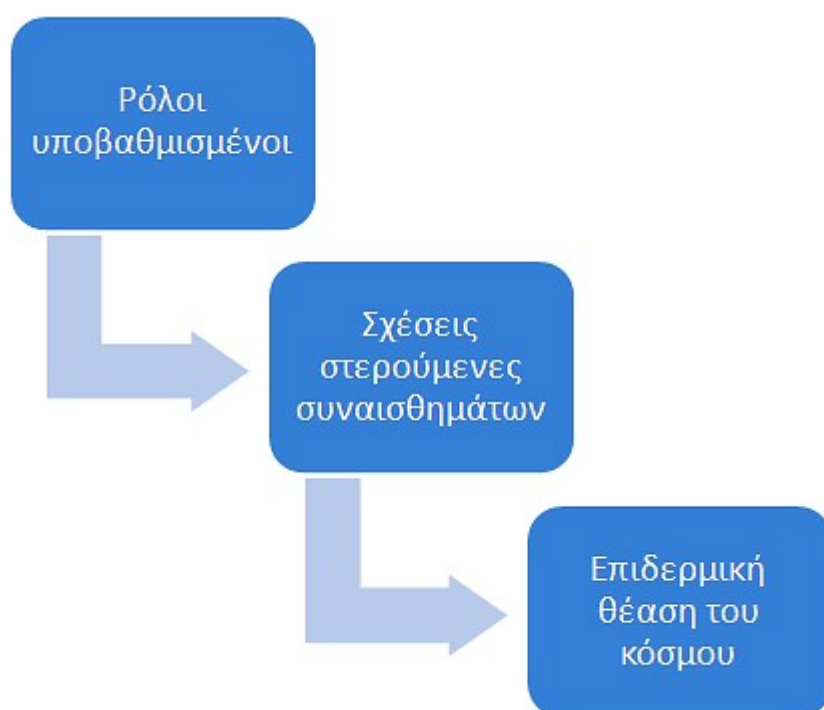 Ρόλοι
υποβαθμισμένοι
Σχέσεις
στερούμενες
συναισθημάτων
Επιδερμική
θέαση του
κόσμου